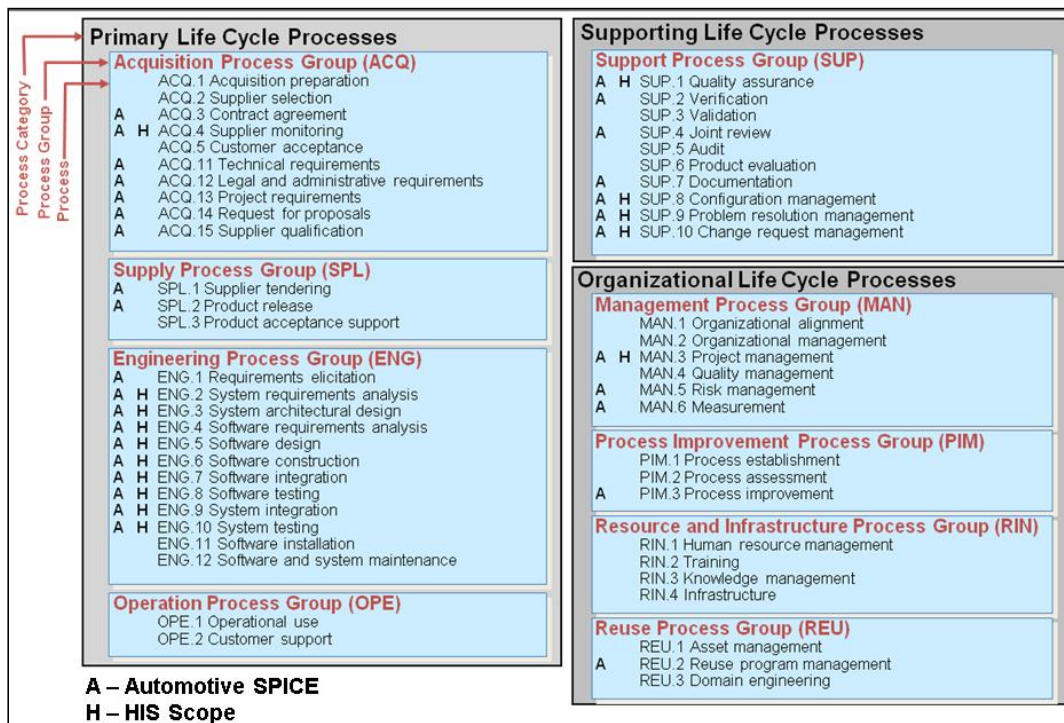 Process Category
Process Group
Process
Primary Life Cycle Processes
Acquisition Process Group (ACQ)
ACQ.1 Acquisition preparation
ACQ.2 Supplier selection
A ACQ.3 Contract agreement
A H ACQ.4 Supplier monitoring
ACQ.5 Customer acceptance
A ACQ.11 Technical requirements
A ACQ.12 Legal and administrative requirements
A ACQ.13 Project requirements
A ACQ.14 Request for proposals
A ACQ.15 Supplier qualification
Supply Process Group (SPL)
A SPL.1 Supplier tendering
A SPL.2 Product release
SPL.3 Product acceptance support
Engineering Process Group (ENG)
A ENG.1 Requirements elicitation
A H ENG.2 System requirements analysis
A H ENG.3 System architectural design
A H ENG.4 Software requirements analysis
A H ENG.5 Software design
A H ENG.6 Software construction
A H ENG.7 Software integration
A H ENG.8 Software testing
A H ENG.9 System integration
A H ENG.10 System testing
ENG.11 Software installation
ENG.12 Software and system maintenance
Operation Process Group (OPE)
OPE.1 Operational use
OPE.2 Customer support
A – Automotive SPICE
H – HIS Scope
Supporting Life Cycle Processes
Support Process Group (SUP)
A H SUP.1 Quality assurance
A SUP.2 Verification
SUP.3 Validation
A SUP.4 Joint review
SUP.5 Audit
SUP.6 Product evaluation
A SUP.7 Documentation
A H SUP.8 Configuration management
A H SUP.9 Problem resolution management
A H SUP.10 Change request management
Organizational Life Cycle Processes
Management Process Group (MAN)
MAN.1 Organizational alignment
MAN.2 Organizational management
A H MAN.3 Project management
MAN.4 Quality management
A MAN.5 Risk management
A MAN.6 Measurement
Process Improvement Process Group (PIM)
PIM.1 Process establishment
PIM.2 Process assessment
A PIM.3 Process improvement
Resource and Infrastructure Process Group (RIN)
RIN.1 Human resource management
RIN.2 Training
RIN.3 Knowledge management
RIN.4 Infrastructure
Reuse Process Group (REU)
REU.1 Asset management
A REU.2 Reuse program management
REU.3 Domain engineering